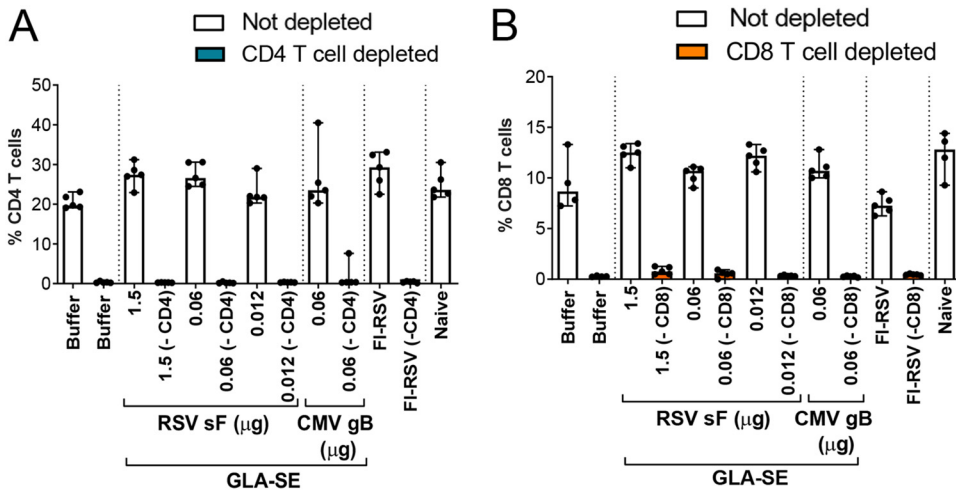 A
Not depleted
CD4 T cell depleted
% CD4 T cells
50
40
30
20
10
0
Buffer
Buffer
1.5
1.5 (- CD4)
0.06
0.06 (- CD4)
0.012
0.012 (- CD4)
0.06
0.06 (- CD4)
FI-RSV
FI-RSV (-CD4)
Naive
RSV sF (μg)
CMV gB
(μg)
GLA-SE
B
Not depleted
CD8 T cell depleted
% CD8 T cells
20
15
10
5
0
Buffer
Buffer
1.5
1.5 (- CD8)
0.06
0.06 (- CD8)
0.012
0.012 (- CD8)
0.06
0.06 (- CD8)
FI-RSV
FI-RSV (-CD8)
Naive
RSV sF (μg)
CMV gB
(μg)
GLA-SE